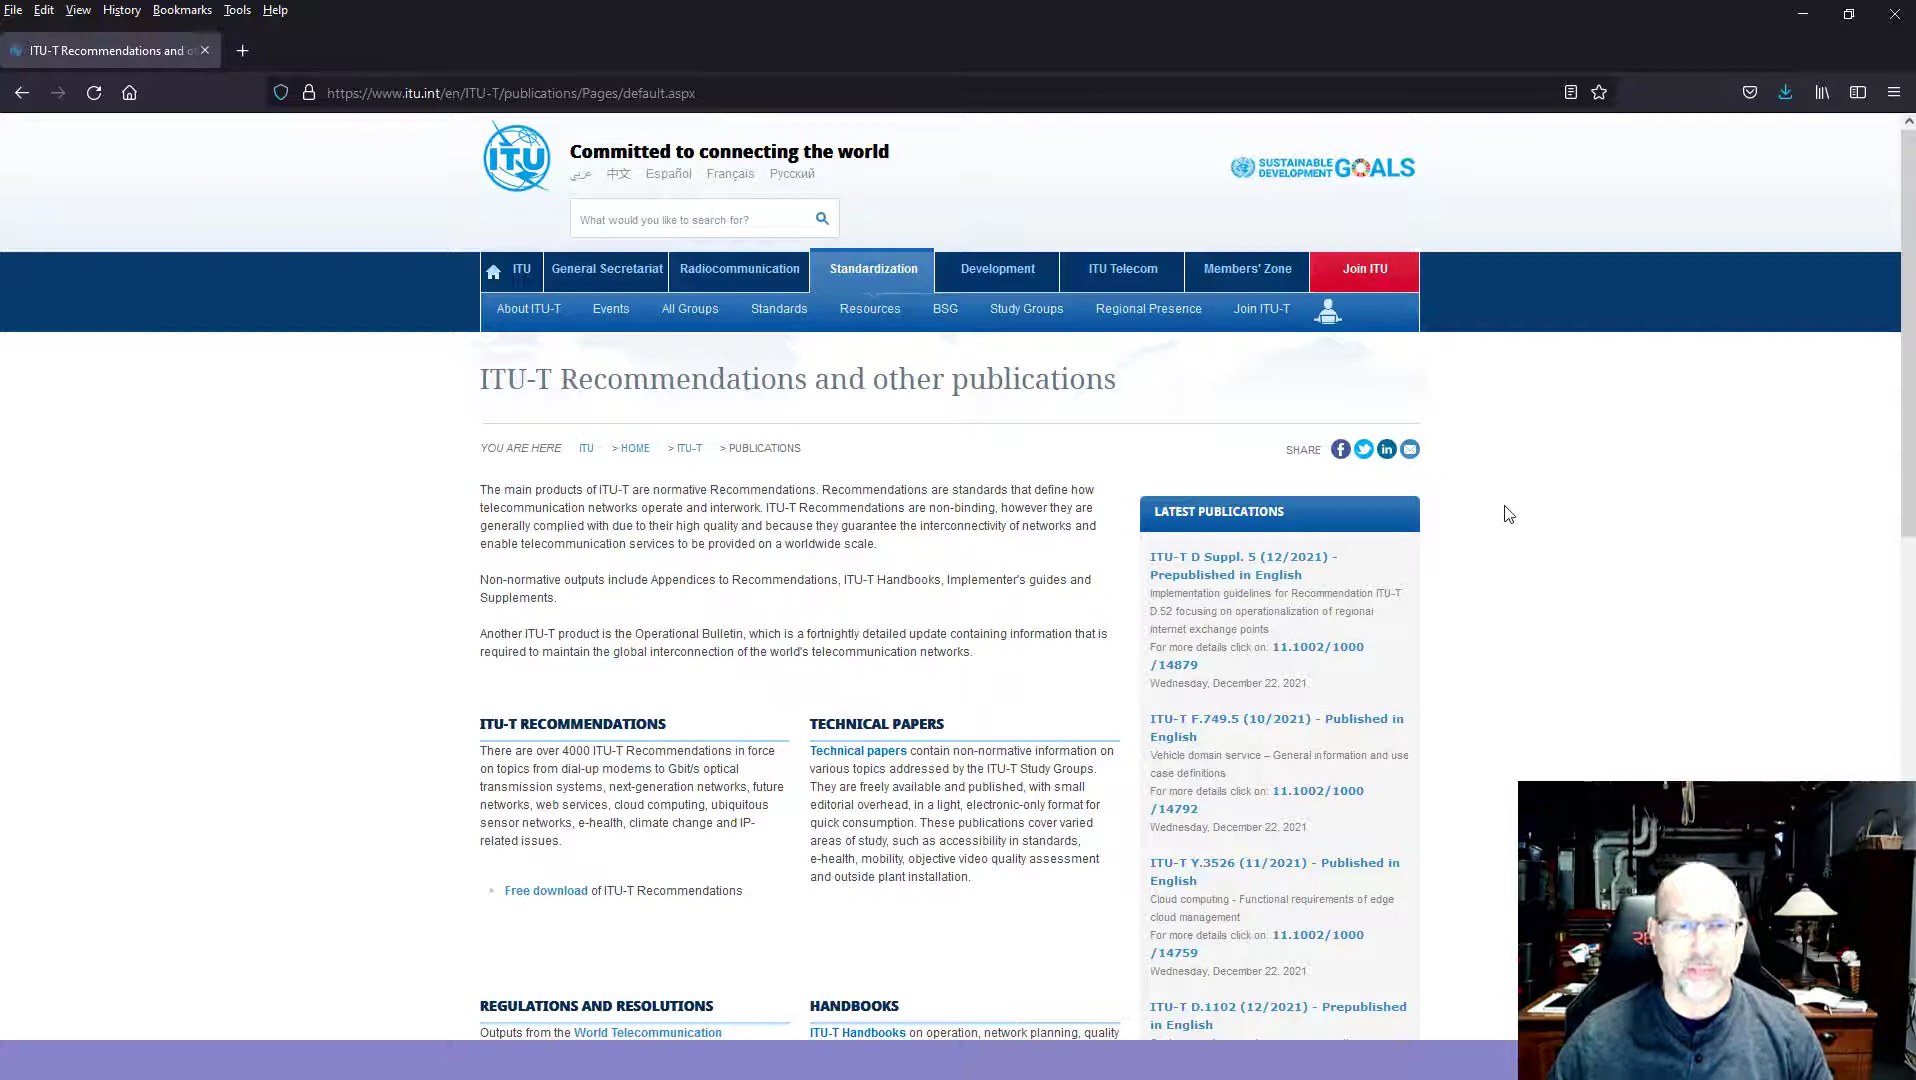 File Edit View History Bookmarks Tools Help
ITU-T Recommendations and o
https://www.itu.int/en/ITU-T/publications/Pages/default.aspx
ITU
Committed to connecting the world
عربي 中文 Español Français Русский
SUSTAINABLE DEVELOPMENT GOALS
What would you like to search for?
ITU General Secretariat Radiocommunication Standardization Development ITU Telecom Members' Zone Join ITU
About ITU-T Events All Groups Standards Resources BSG Study Groups Regional Presence Join ITU-T
ITU-T Recommendations and other publications
YOU ARE HERE ITU > HOME > ITU-T > PUBLICATIONS
SHARE
The main products of ITU-T are normative Recommendations. Recommendations are standards that define how
telecommunication networks operate and interwork. ITU-T Recommendations are non-binding, however they are
generally complied with due to their high quality and because they guarantee the interconnectivity of networks and
enable telecommunication services to be provided on a worldwide scale.
Non-normative outputs include Appendices to Recommendations, ITU-T Handbooks, Implementer's guides and
Supplements.
Another ITU-T product is the Operational Bulletin, which is a fortnightly detailed update containing information that is
required to maintain the global interconnection of the world's telecommunication networks.
ITU-T RECOMMENDATIONS
There are over 4000 ITU-T Recommendations in force
on topics from dial-up modems to Gbit/s optical
transmission systems, next-generation networks, future
networks, web services, cloud computing, ubiquitous
sensor networks, e-health, climate change and IP-
related issues.
Free download of ITU-T Recommendations
TECHNICAL PAPERS
Technical papers contain non-normative information on
various topics addressed by the ITU-T Study Groups.
They are freely available and published, with small
editorial overhead, in a light, electronic-only format for
quick consumption. These publications cover varied
areas of study, such as accessibility in standards,
e-health, mobility, objective video quality assessment
and outside plant installation.
REGULATIONS AND RESOLUTIONS
Outputs from the World Telecommunication
HANDBOOKS
ITU-T Handbooks on operation, network planning, quality
LATEST PUBLICATIONS
ITU-T D Suppl. 5 (12/2021) -
Prepublished in English
Implementation guidelines for Recommendation ITU-T
D.52 focusing on operationalization of regional
internet exchange points
For more details click on: 11.1002/1000
/14879
Wednesday, December 22, 2021
ITU-T F.749.5 (10/2021) - Published in
English
Vehicle domain service – General information and use
case definitions
For more details click on: 11.1002/1000
/14792
Wednesday, December 22, 2021
ITU-T Y.3526 (11/2021) - Published in
English
Cloud computing - Functional requirements of edge
cloud management
For more details click on: 11.1002/1000
/14759
Wednesday, December 22, 2021
ITU-T D.1102 (12/2021) - Prepublished
in English